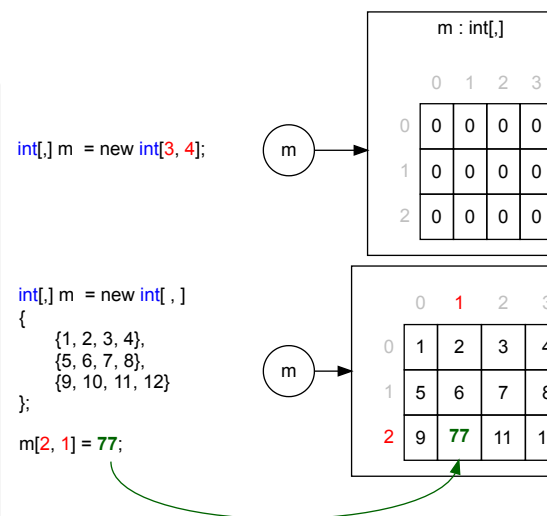 m : int[,]
0 1 2 3
int[,] m = new int[3, 4];
m
0 0 0 0 0
1 0 0 0 0
2 0 0 0 0
int[,] m = new int[ , ]
{
{1, 2, 3, 4},
{5, 6, 7, 8},
{9, 10, 11, 12}
};
m[2, 1] = 77;
m
0 1 2 3
0 1 2 3 4
1 5 6 7 8
2 9 77 11